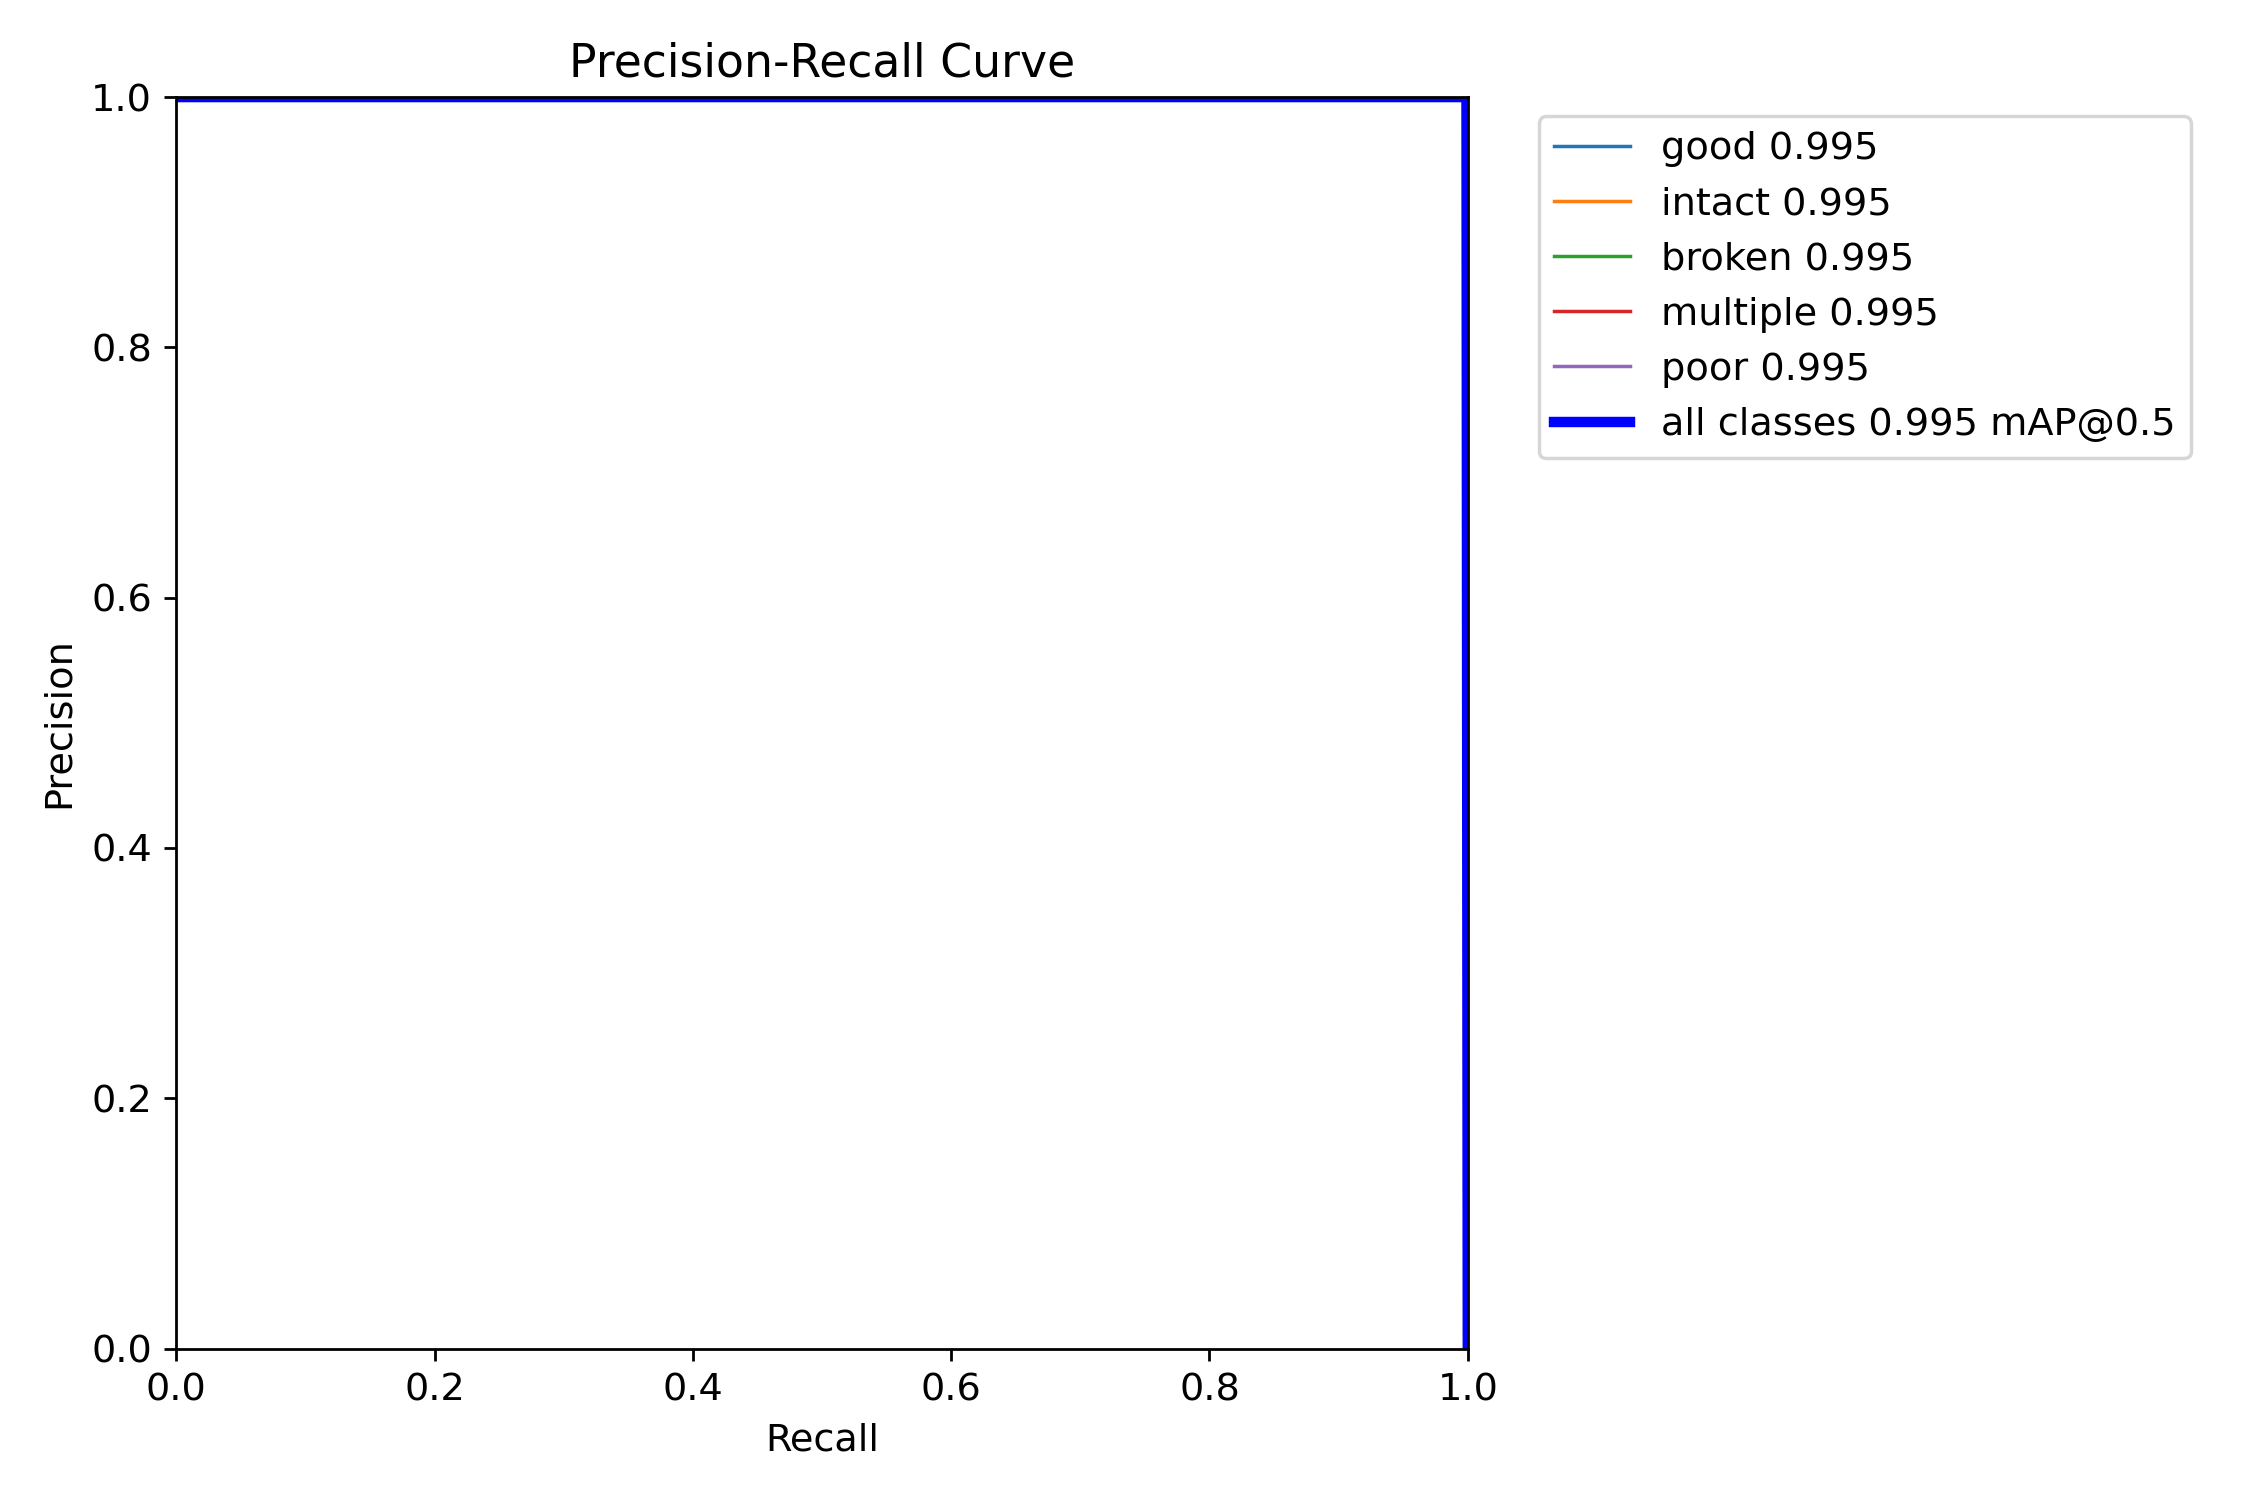 Precision-Recall Curve
1.0
0.8
0.6
0.4
0.2
0.0
Precision
0.0 0.2 0.4 0.6 0.8 1.0
Recall
good 0.995
intact 0.995
broken 0.995
multiple 0.995
poor 0.995
all classes 0.995 mAP@0.5